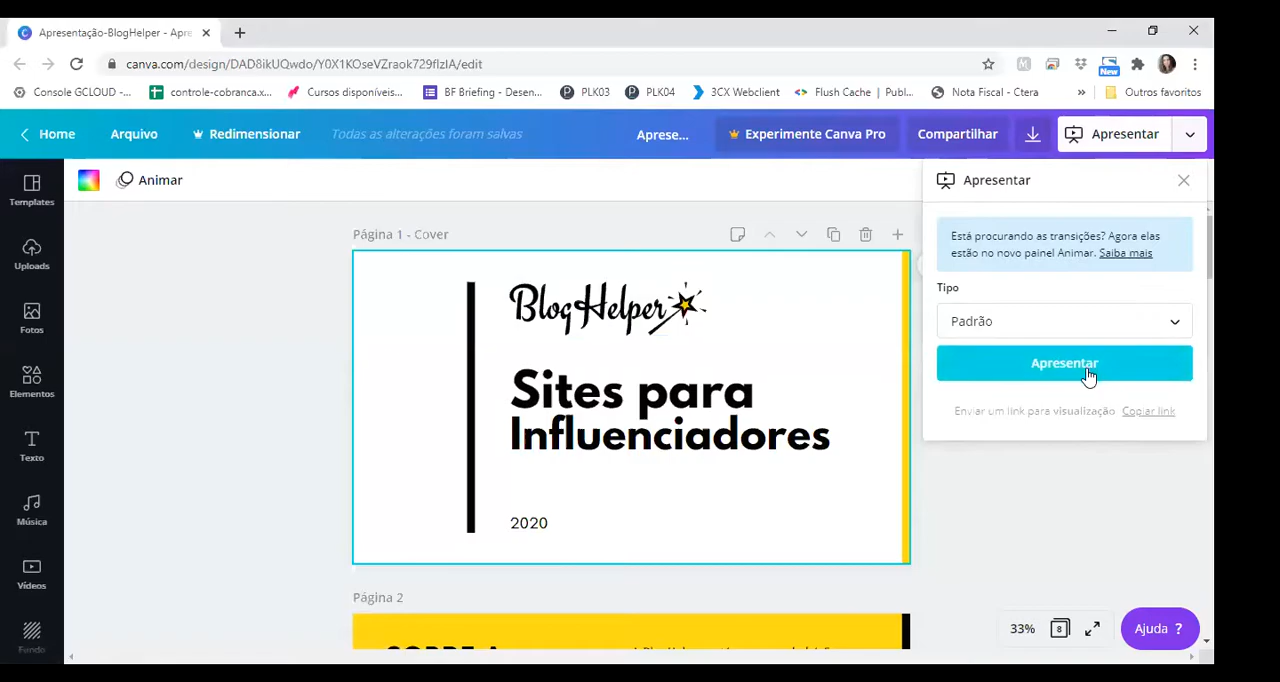 Apresentação-BlogHelper - Apre
canva.com/design/DAD8ikUQwdo/Y0X1KOseVZraok729fIzIA/edit
New
Console GCLOUD -...
controle-cobranca.x...
Cursos disponíveis...
BF Briefing - Desen...
PLK03
PLK04
3CX Webclient
Flush Cache | Publ...
Nota Fiscal - Ctera
»
Outros favoritos
Home
Arquivo
Redimensionar
Todas as alterações foram salvas
Aprese...
Experimente Canva Pro
Compartilhar
Apresentar
Templates
Uploads
Fotos
Elementos
Texto
Música
Vídeos
Fundo
Animar
Página 1 - Cover
BlogHelper
Sites para
Influenciadores
2020
Página 2
Apresentar
Está procurando as transições? Agora elas
estão no novo painel Animar. Saiba mais
Tipo
Padrão
Apresentar
Enviar um link para visualização Copiar link
33%
8
Ajuda ?